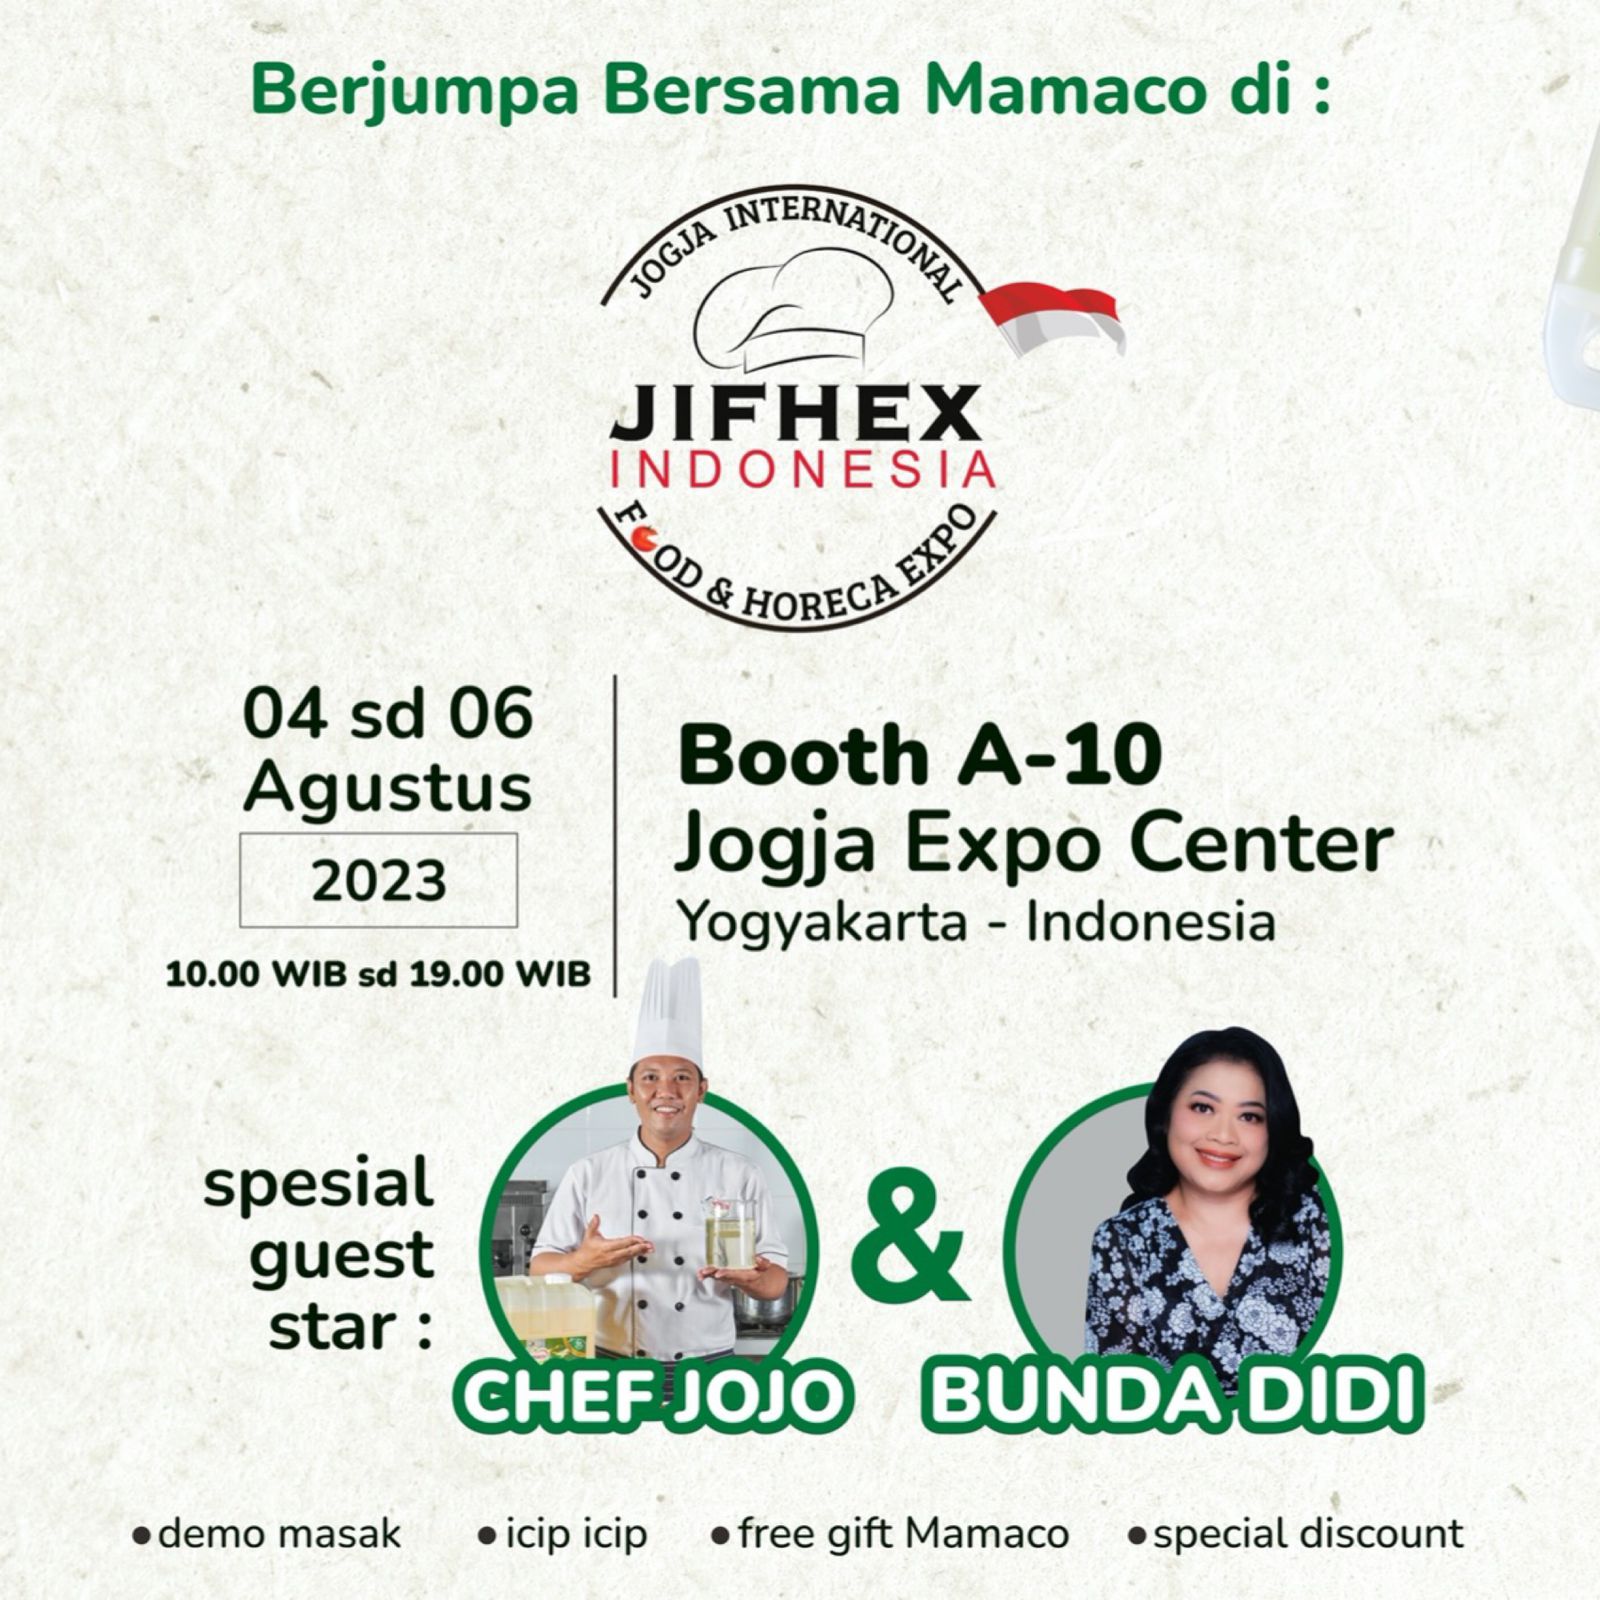 Berjumpa Bersama Mamaco di :
JOGJA INTERNATIONAL
JIFHEX
INDONESIA
FOOD & HORECA EXPO
04 sd 06
Agustus
2023
10.00 WIB sd 19.00 WIB
Booth A-10
Jogja Expo Center
Yogyakarta - Indonesia
spesial
guest
star :
&
CHEF JOJO
BUNDA DIDI
•demo masak •icip icip •free gift Mamaco •special discount